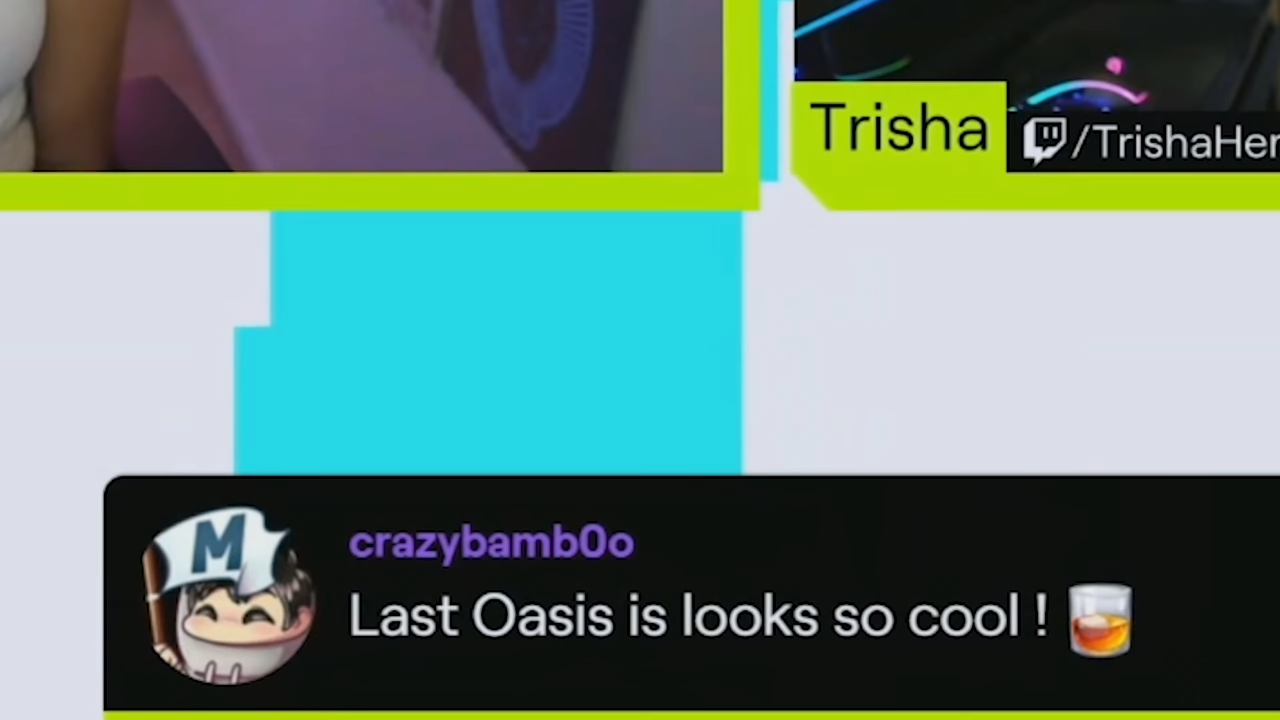 Trisha
/TrishaHer
M
crazybamb0o
Last Oasis is looks so cool ! 🥃